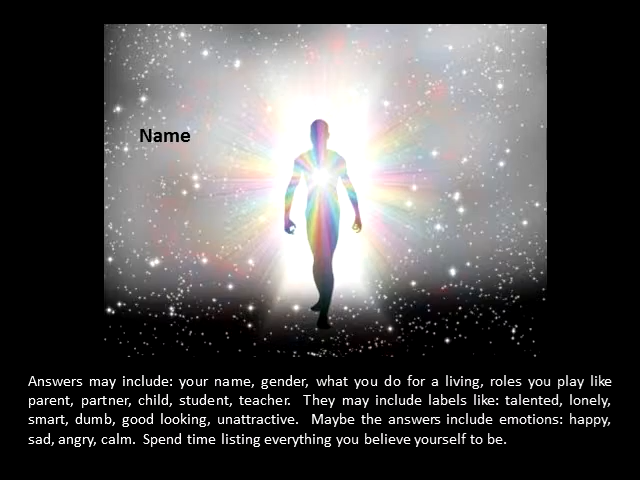 Name
Answers may include: your name, gender, what you do for a living, roles you play like
parent, partner, child, student, teacher.  They may include labels like: talented, lonely,
smart, dumb, good looking, unattractive.  Maybe the answers include emotions: happy,
sad, angry, calm.  Spend time listing everything you believe yourself to be.